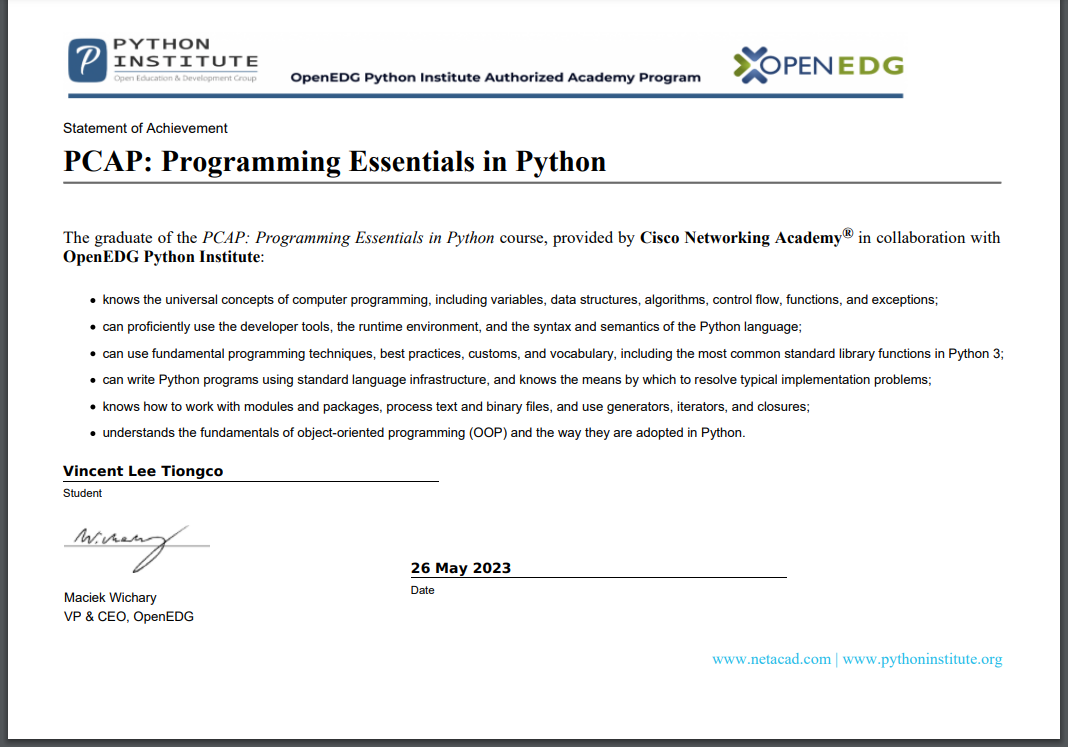 PYTHON
INSTITUTE
Open Education & Development Group
OpenEDG Python Institute Authorized Academy Program
OPENEDG
Statement of Achievement
PCAP: Programming Essentials in Python
The graduate of the PCAP: Programming Essentials in Python course, provided by Cisco Networking Academy® in collaboration with
OpenEDG Python Institute:
• knows the universal concepts of computer programming, including variables, data structures, algorithms, control flow, functions, and exceptions;
• can proficiently use the developer tools, the runtime environment, and the syntax and semantics of the Python language;
• can use fundamental programming techniques, best practices, customs, and vocabulary, including the most common standard library functions in Python 3;
• can write Python programs using standard language infrastructure, and knows the means by which to resolve typical implementation problems;
• knows how to work with modules and packages, process text and binary files, and use generators, iterators, and closures;
• understands the fundamentals of object-oriented programming (OOP) and the way they are adopted in Python.
Vincent Lee Tiongco
Student
W.Wichary
Maciek Wichary
VP & CEO, OpenEDG
26 May 2023
Date
www.netacad.com | www.pythoninstitute.org